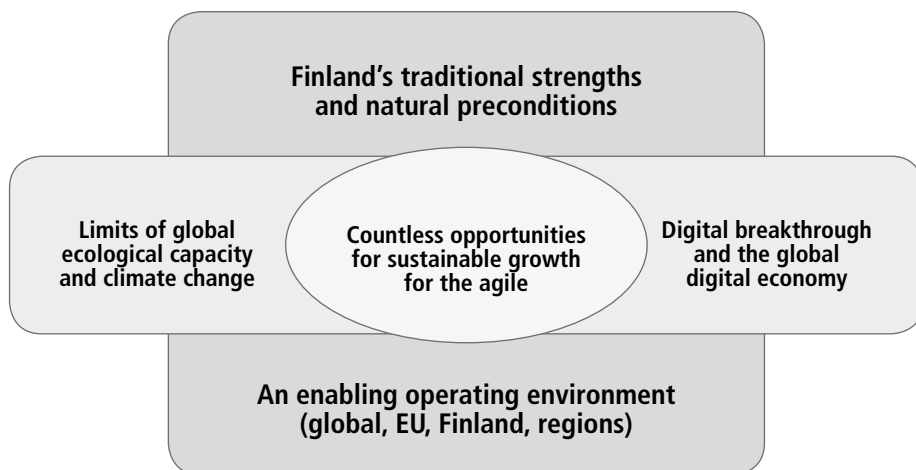 Finland’s traditional strengths
and natural preconditions
Limits of global
ecological capacity
and climate change
Countless opportunities
for sustainable growth
for the agile
Digital breakthrough
and the global
digital economy
An enabling operating environment
(global, EU, Finland, regions)